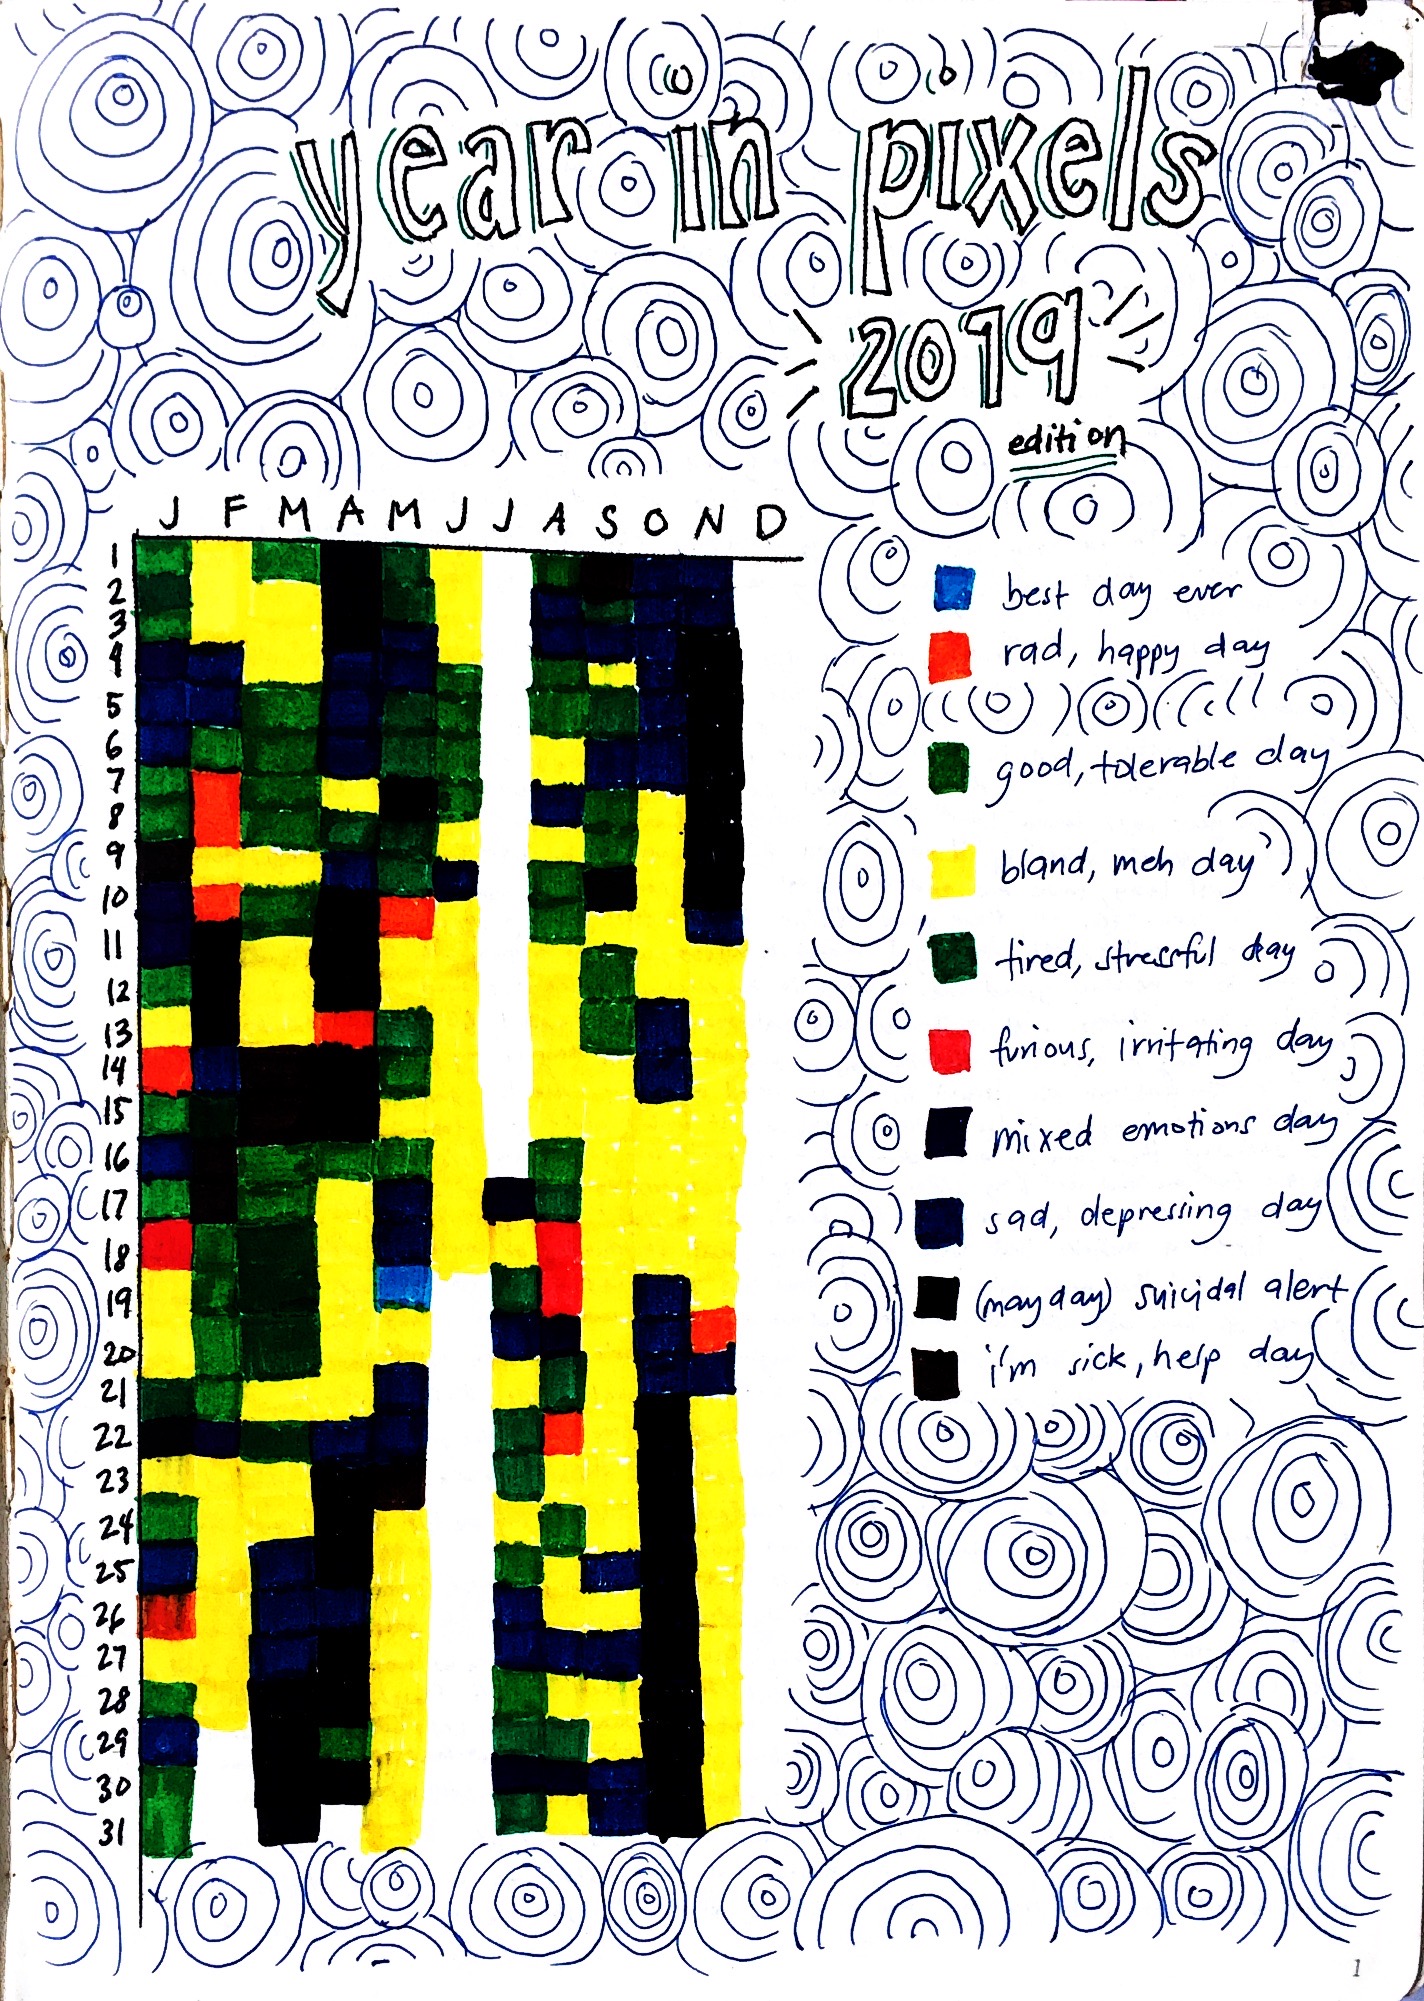 year in pixels
2019
edition
J F M A M J J A S O N D
1
2
3
4
5
6
7
8
9
10
11
12
13
14
15
16
17
18
19
20
21
22
23
24
25
26
27
28
29
30
31
best day ever
rad, happy day
good, tolerable day
bland, meh day
tired, stressful day
furious, irritating day
mixed emotions day
sad, depressing day
(mayday) suicidal alert
i'm sick, help day
1